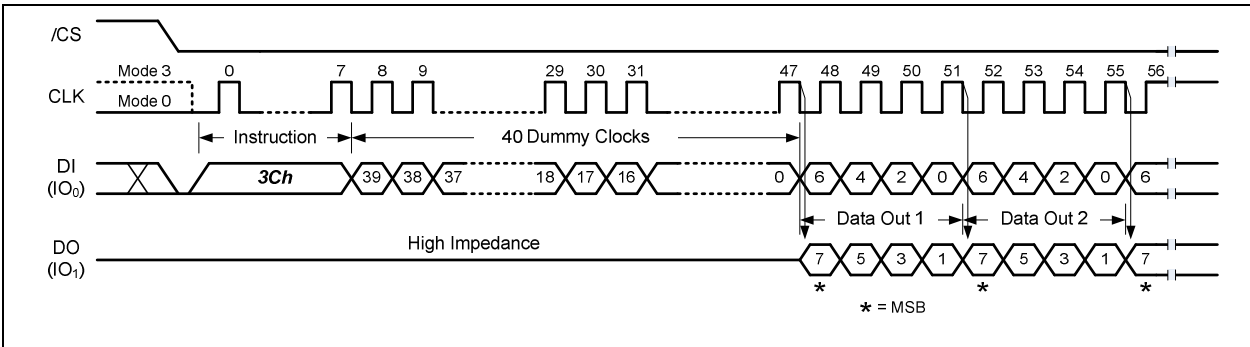 /CS
Mode 3 0 7 8 9 29 30 31 47 48 49 50 51 52 53 54 55 56
CLK
Mode 0
Instruction 40 Dummy Clocks
DI
(IO0)
3Ch 39 38 37 18 17 16 0 6 4 2 0 6 4 2 0 6
Data Out 1 Data Out 2
DO
(IO1)
High Impedance
7 5 3 1 7 5 3 1 7
* * *
* = MSB